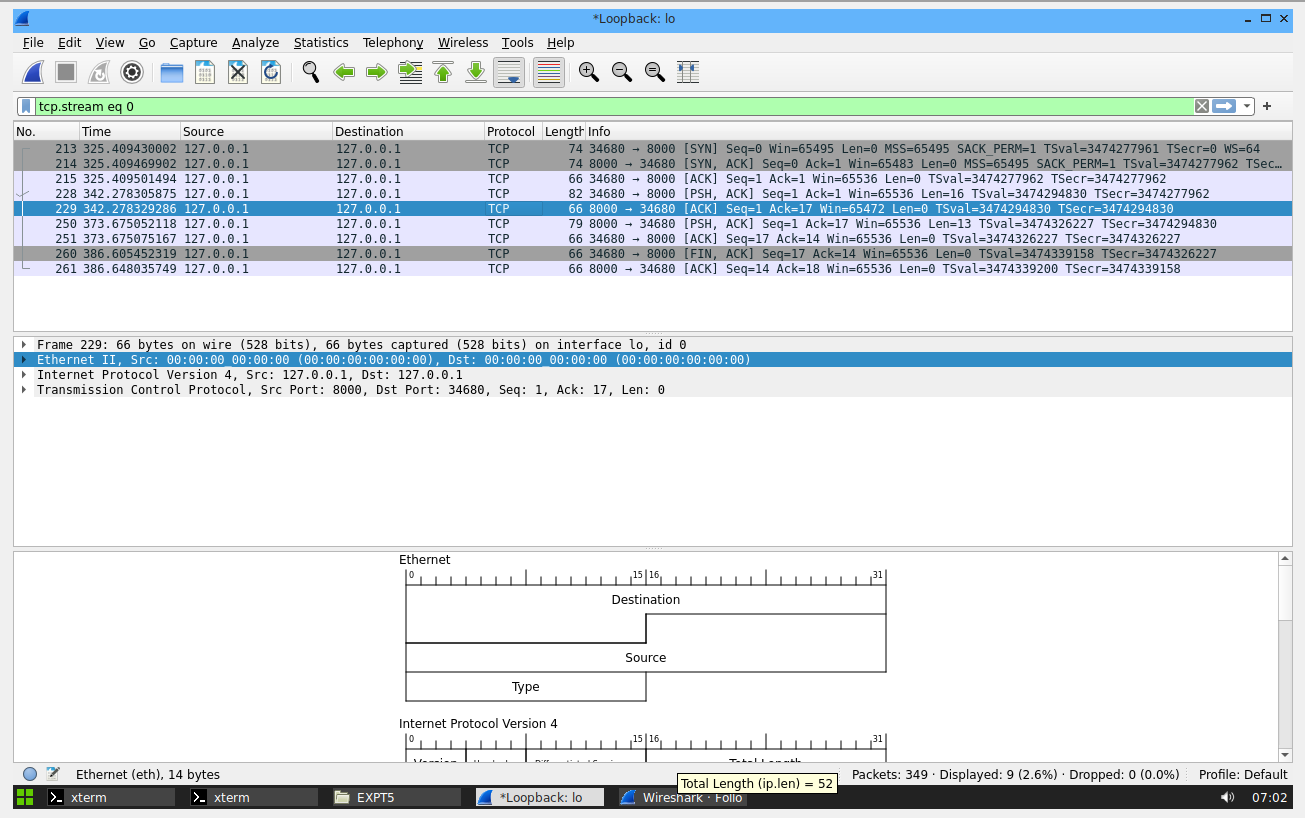 *Loopback: lo
File Edit View Go Capture Analyze Statistics Telephony Wireless Tools Help
tcp.stream eq 0
No. Time Source Destination Protocol Length Info
213 325.409430002 127.0.0.1 127.0.0.1 TCP 74 34680 → 8000 [SYN] Seq=0 Win=65495 Len=0 MSS=65495 SACK_PERM=1 TSval=3474277961 TSecr=0 WS=64
214 325.409469902 127.0.0.1 127.0.0.1 TCP 74 8000 → 34680 [SYN, ACK] Seq=0 Ack=1 Win=65483 Len=0 MSS=65495 SACK_PERM=1 TSval=3474277962 TSec…
215 325.409501494 127.0.0.1 127.0.0.1 TCP 66 34680 → 8000 [ACK] Seq=1 Ack=1 Win=65536 Len=0 TSval=3474277962 TSecr=3474277962
228 342.278305875 127.0.0.1 127.0.0.1 TCP 82 34680 → 8000 [PSH, ACK] Seq=1 Ack=1 Win=65536 Len=16 TSval=3474294830 TSecr=3474277962
229 342.278329286 127.0.0.1 127.0.0.1 TCP 66 8000 → 34680 [ACK] Seq=1 Ack=17 Win=65472 Len=0 TSval=3474294830 TSecr=3474294830
250 373.675052118 127.0.0.1 127.0.0.1 TCP 79 8000 → 34680 [PSH, ACK] Seq=1 Ack=17 Win=65536 Len=13 TSval=3474326227 TSecr=3474294830
251 373.675075167 127.0.0.1 127.0.0.1 TCP 66 34680 → 8000 [ACK] Seq=17 Ack=14 Win=65536 Len=0 TSval=3474326227 TSecr=3474326227
260 386.605452319 127.0.0.1 127.0.0.1 TCP 66 34680 → 8000 [FIN, ACK] Seq=17 Ack=14 Win=65536 Len=0 TSval=3474339158 TSecr=3474326227
261 386.648035749 127.0.0.1 127.0.0.1 TCP 66 8000 → 34680 [ACK] Seq=14 Ack=18 Win=65536 Len=0 TSval=3474339200 TSecr=3474339158
Frame 229: 66 bytes on wire (528 bits), 66 bytes captured (528 bits) on interface lo, id 0
Ethernet II, Src: 00:00:00_00:00:00 (00:00:00:00:00:00), Dst: 00:00:00_00:00:00 (00:00:00:00:00:00)
Internet Protocol Version 4, Src: 127.0.0.1, Dst: 127.0.0.1
Transmission Control Protocol, Src Port: 8000, Dst Port: 34680, Seq: 1, Ack: 17, Len: 0
Ethernet
0 15 16 31
Destination
Source
Type
Internet Protocol Version 4
0 15 16 31
Version Total Length
Ethernet (eth), 14 bytes Packets: 349 · Displayed: 9 (2.6%) · Dropped: 0 (0.0%) Profile: Default
Total Length (ip.len) = 52
xterm xterm EXPT5 *Loopback: lo Wireshark · Follo 07:02